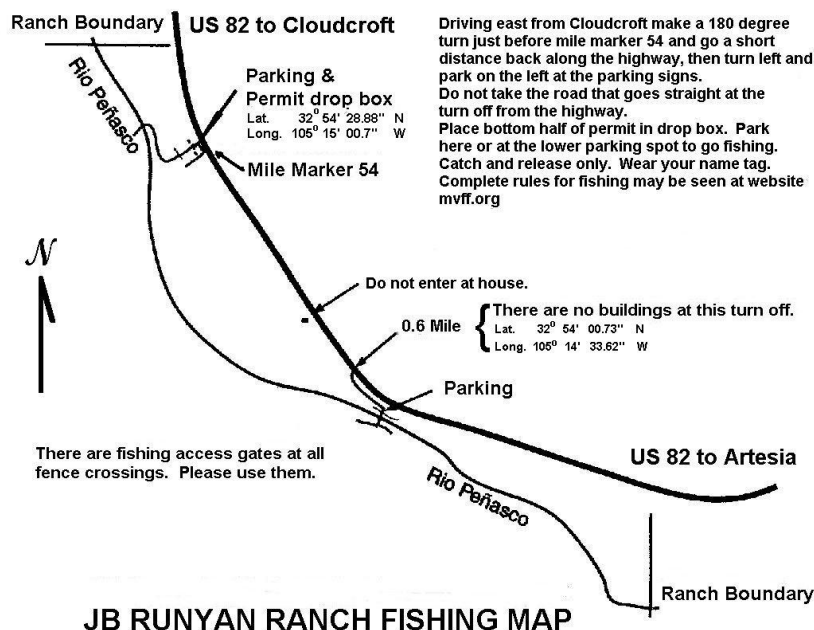 Ranch Boundary
US 82 to Cloudcroft
Driving east from Cloudcroft make a 180 degree
turn just before mile marker 54 and go a short
distance back along the highway, then turn left and
park on the left at the parking signs.
Do not take the road that goes straight at the
turn off from the highway.
Place bottom half of permit in drop box.  Park
here or at the lower parking spot to go fishing.
Catch and release only.  Wear your name tag.
Complete rules for fishing may be seen at website
mvff.org
Rio Peñasco
Parking &
Permit drop box
Lat. 32⁰ 54' 28.88" N
Long. 105⁰ 15' 00.7" W
Mile Marker 54
N
Do not enter at house.
0.6 Mile
{ There are no buildings at this turn off.
Lat. 32⁰ 54' 00.73" N
Long. 105⁰ 14' 33.62" W
Parking
There are fishing access gates at all
fence crossings.  Please use them.
US 82 to Artesia
Rio Peñasco
Ranch Boundary
JB RUNYAN RANCH FISHING MAP